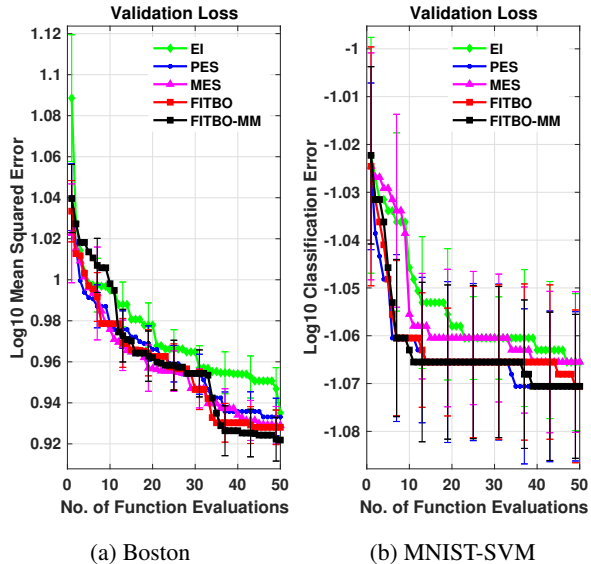 Validation Loss
1.12
1.1
1.08
1.06
1.04
1.02
1
0.98
0.96
0.94
0.92
Log10 Mean Squared Error
EI
PES
MES
FITBO
FITBO-MM
0 10 20 30 40 50
No. of Function Evaluations
(a) Boston
Validation Loss
-1
-1.01
-1.02
-1.03
-1.04
-1.05
-1.06
-1.07
-1.08
Log10 Classification Error
EI
PES
MES
FITBO
FITBO-MM
0 10 20 30 40 50
No. of Function Evaluations
(b) MNIST-SVM